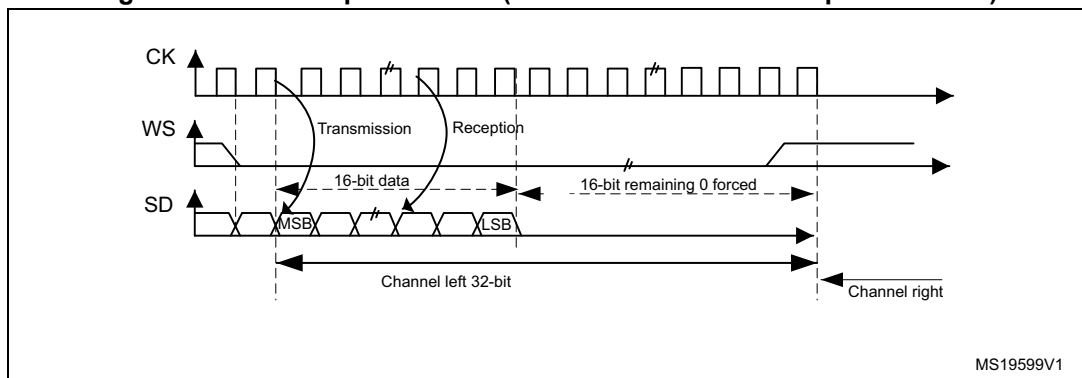 CK
Transmission
Reception
WS
16-bit data
16-bit remaining 0 forced
SD
MSB
LSB
Channel left 32-bit
Channel right
MS19599V1